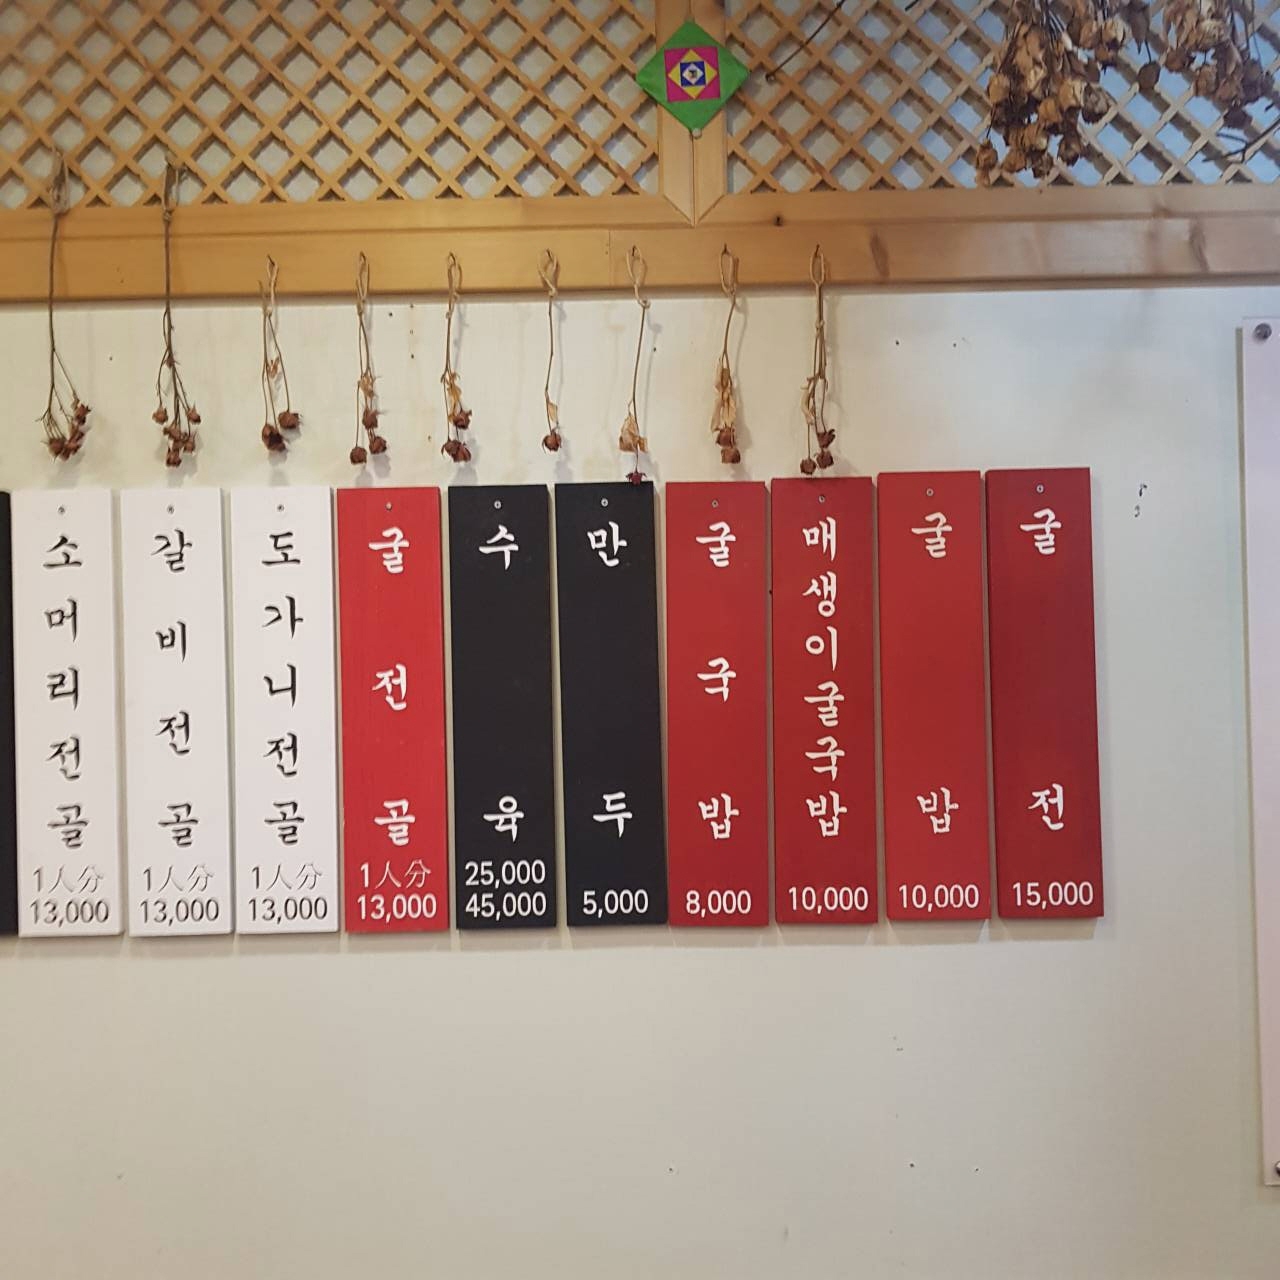 소머리전골
1人分
13,000
갈비전골
1人分
13,000
도가니전골
1人分
13,000
굴전골
1人分
13,000
수육
25,000
45,000
만두
5,000
굴국밥
8,000
매생이굴국밥
10,000
굴밥
10,000
굴전
15,000